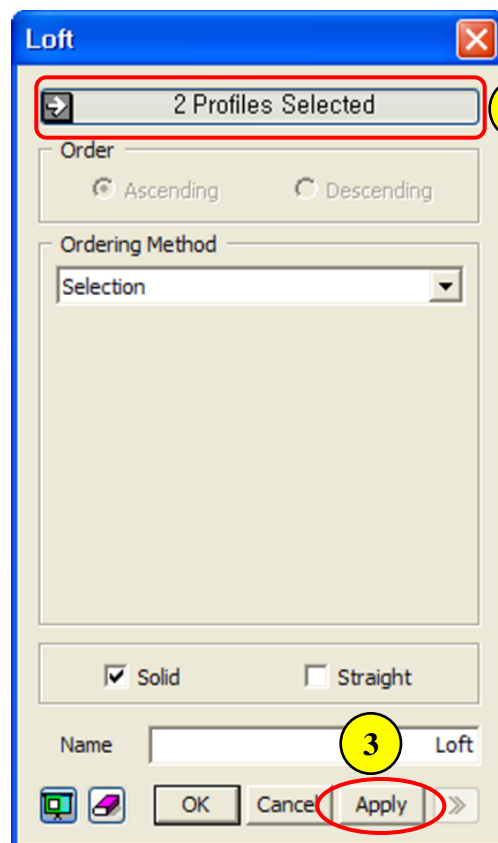 Loft
2 Profiles Selected
Order
Ascending
Descending
Ordering Method
Selection
Solid
Straight
Name
Loft
3
OK
Cancel
Apply